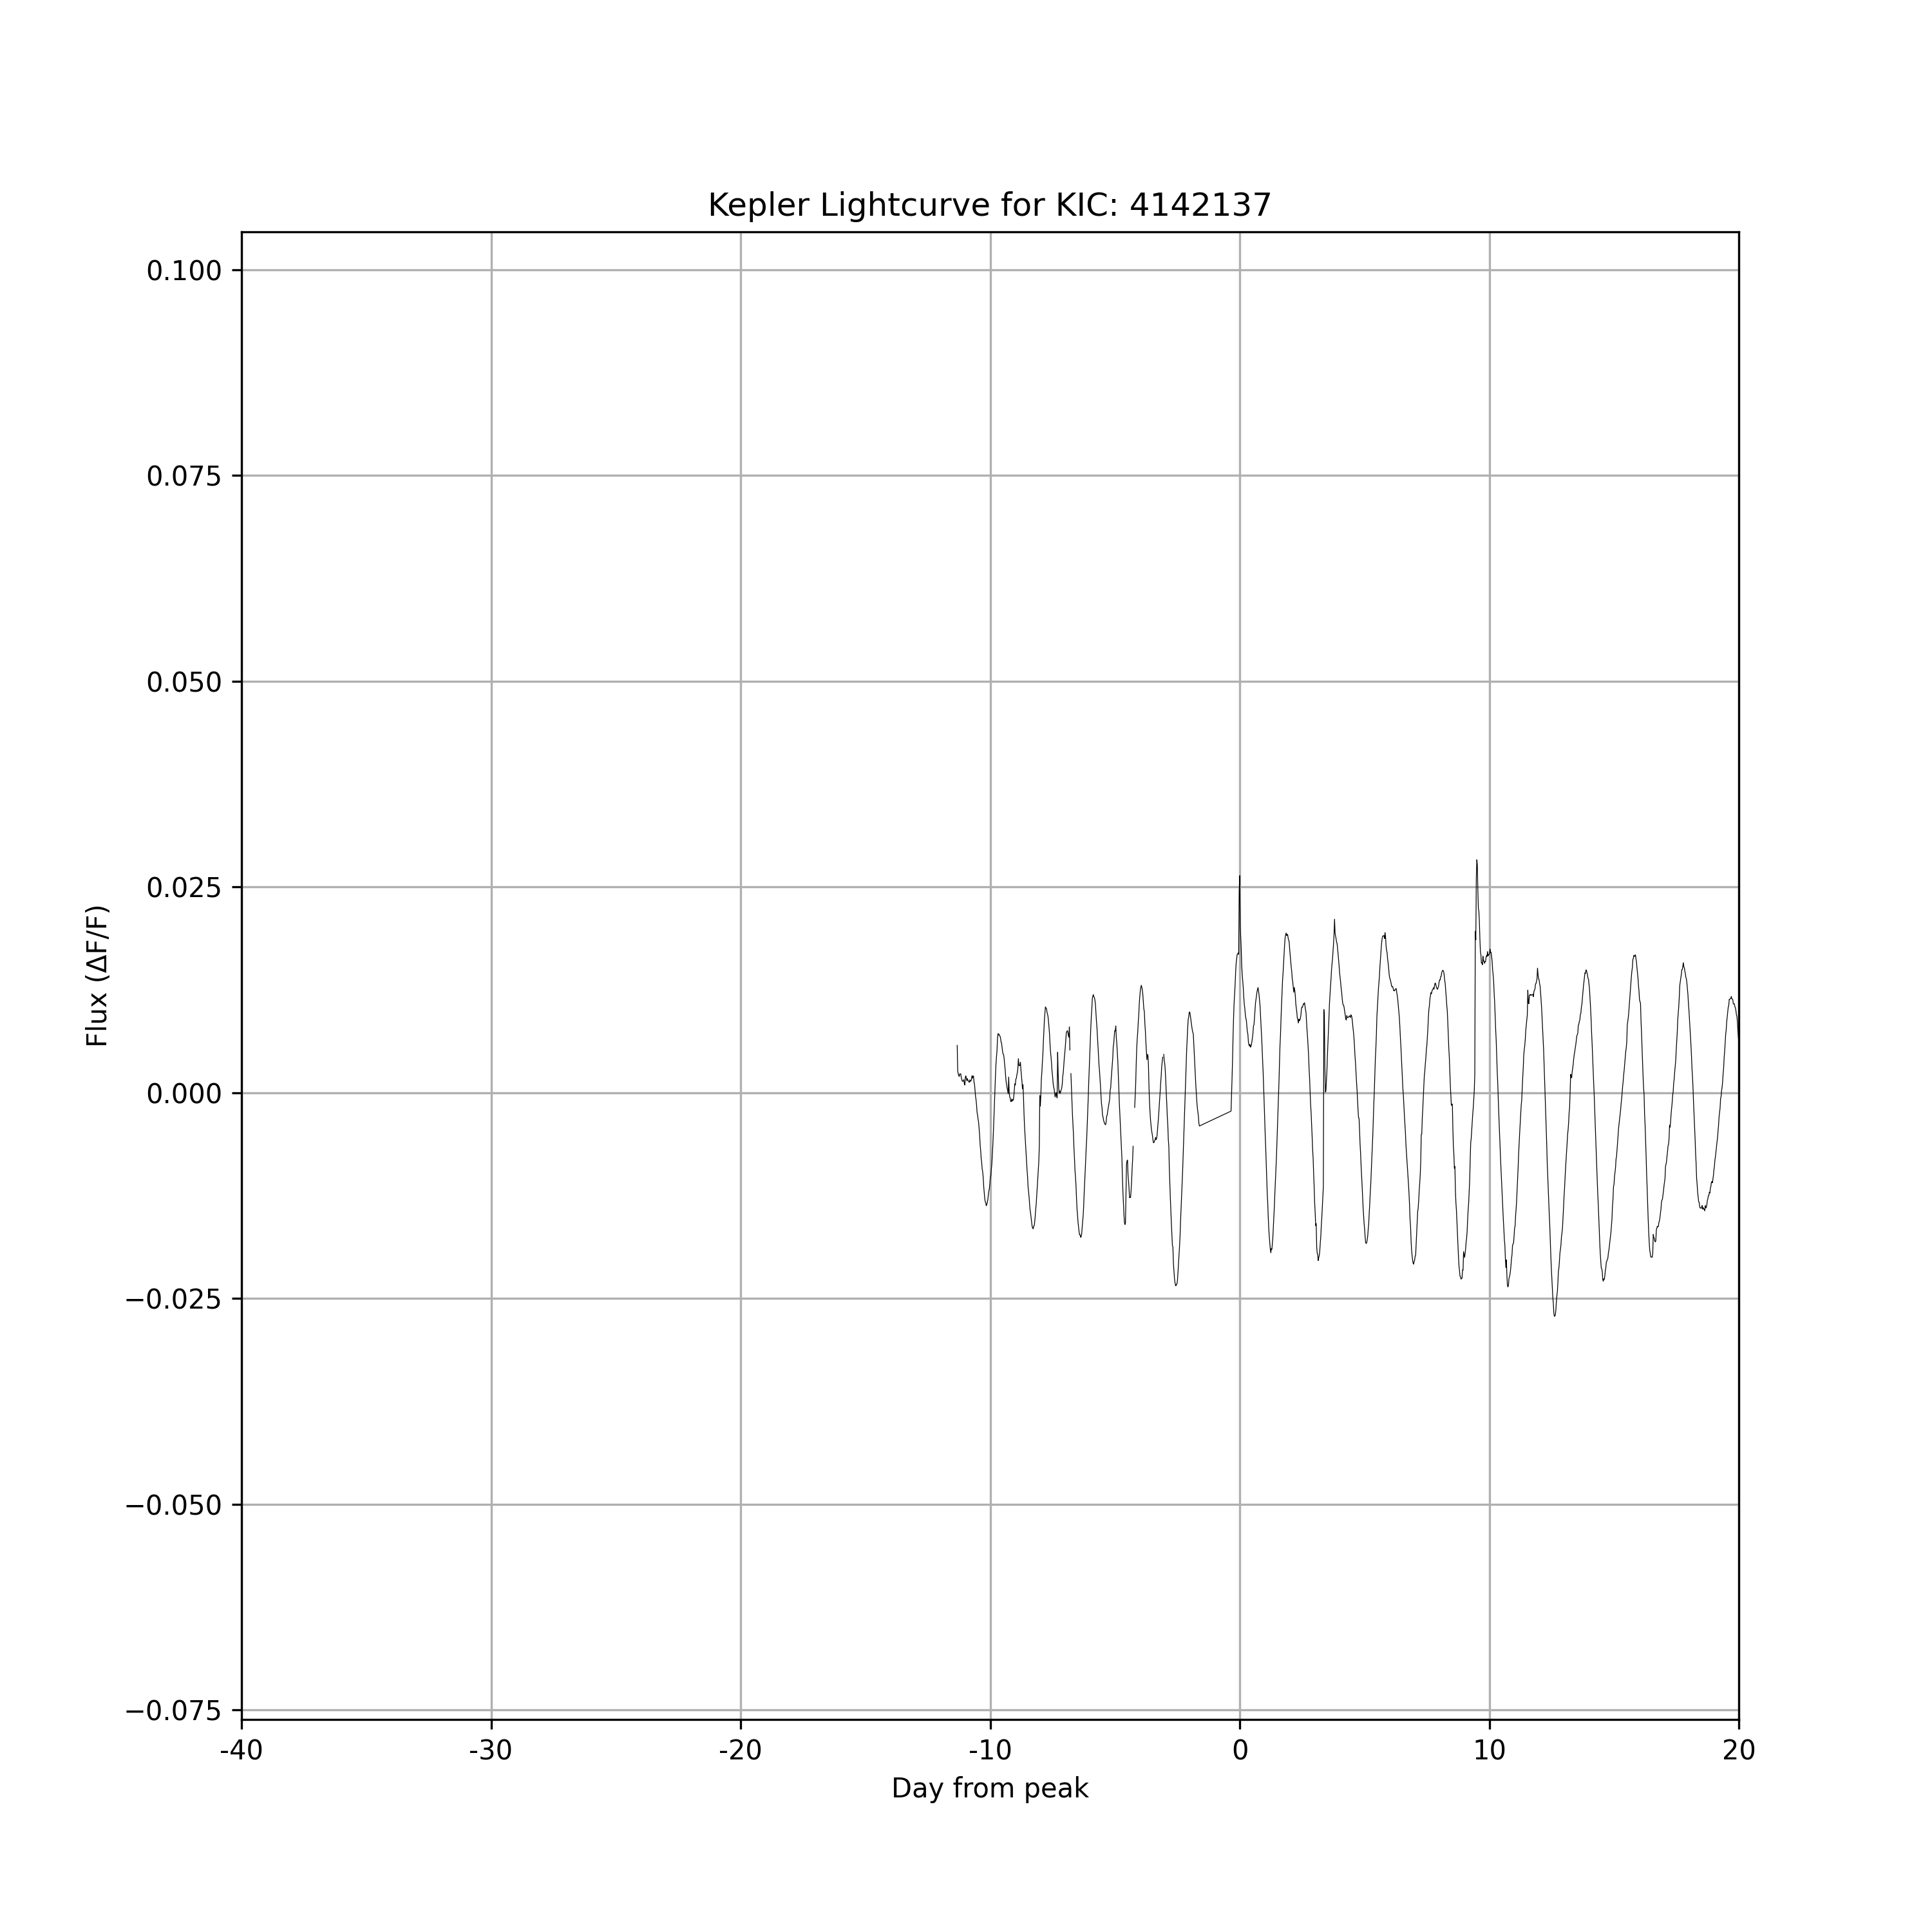 Kepler Lightcurve for KIC: 4142137
0.100
0.075
0.050
0.025
0.000
−0.025
−0.050
−0.075
Flux (ΔF/F)
-40 -30 -20 -10 0 10 20
Day from peak